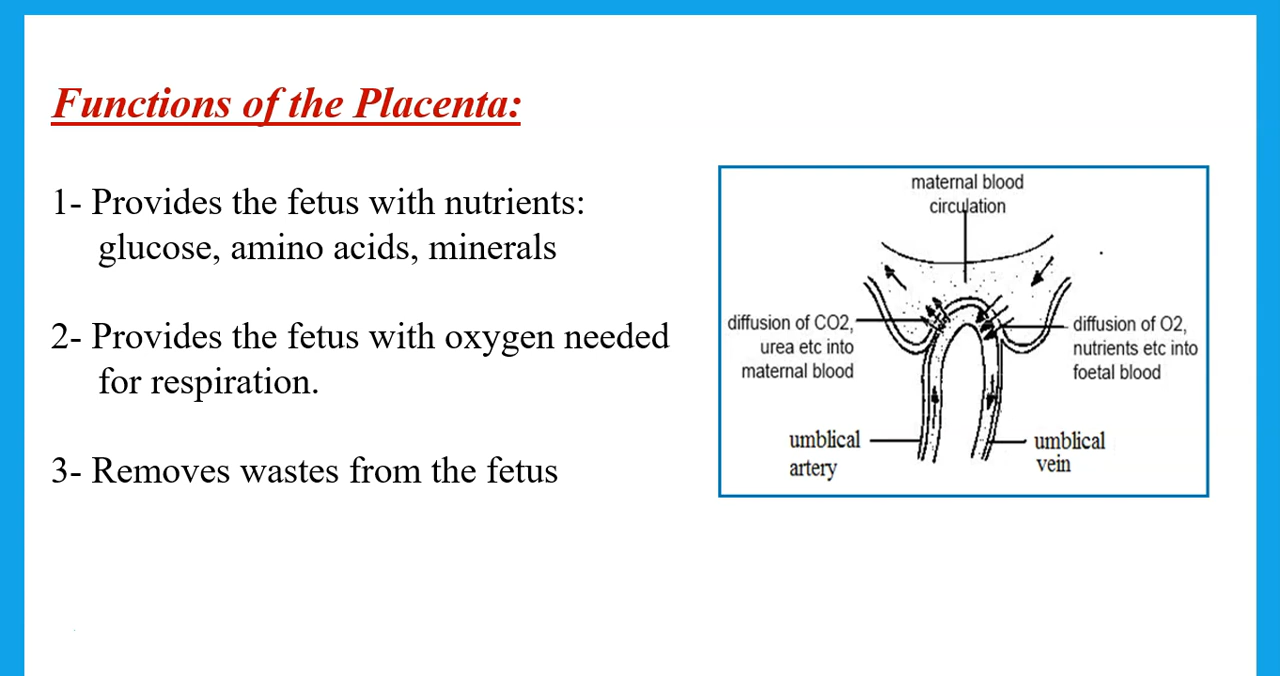 Functions of the Placenta:
1- Provides the fetus with nutrients:
glucose, amino acids, minerals
2- Provides the fetus with oxygen needed
for respiration.
3- Removes wastes from the fetus
maternal blood
circulation
diffusion of CO2,
urea etc into
maternal blood
diffusion of O2,
nutrients etc into
foetal blood
umblical
artery
umblical
vein